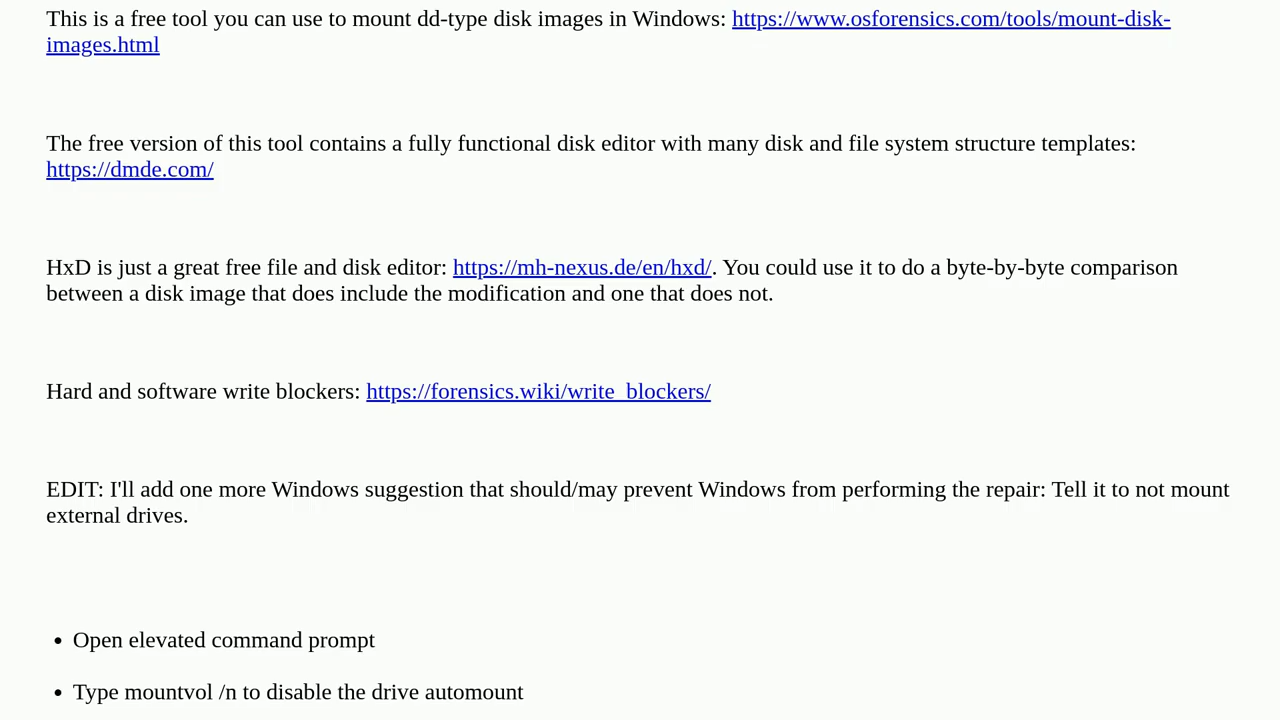 This is a free tool you can use to mount dd-type disk images in Windows: https://www.osforensics.com/tools/mount-disk-
images.html
The free version of this tool contains a fully functional disk editor with many disk and file system structure templates:
https://dmde.com/
HxD is just a great free file and disk editor: https://mh-nexus.de/en/hxd/. You could use it to do a byte-by-byte comparison
between a disk image that does include the modification and one that does not.
Hard and software write blockers: https://forensics.wiki/write_blockers/
EDIT: I'll add one more Windows suggestion that should/may prevent Windows from performing the repair: Tell it to not mount
external drives.
• Open elevated command prompt
• Type mountvol /n to disable the drive automount